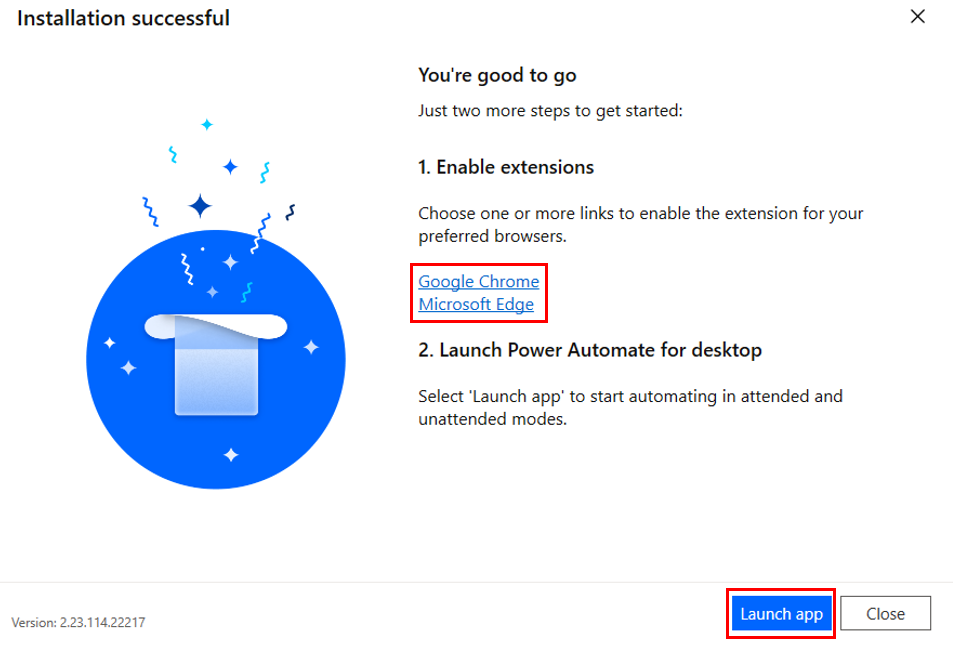 Installation successful
You're good to go
Just two more steps to get started:
1. Enable extensions
Choose one or more links to enable the extension for your
preferred browsers.
Google Chrome
Microsoft Edge
2. Launch Power Automate for desktop
Select 'Launch app' to start automating in attended and
unattended modes.
Version: 2.23.114.22217
Launch app
Close